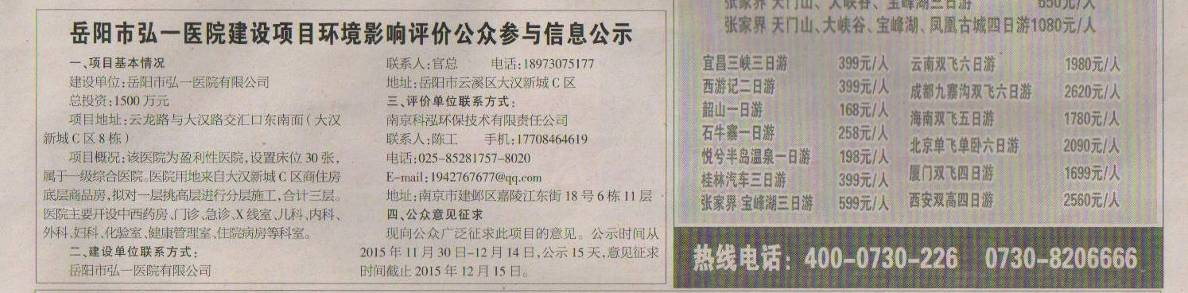 岳阳市弘一医院建设项目环境影响评价公众参与信息公示
一、项目基本情况
建设单位:岳阳市弘一医院有限公司
总投资:1500万元
项目地址:云龙路与大汉路交汇口东南面(大汉
新城C区8栋)
项目概况:该医院为盈利性医院,设置床位30张,
属于一级综合医院。医院用地来自大汉新城C区商住房
底层商品房,拟对一层挑高层进行分层施工,合计三层。
医院主要开设中西药房、门诊、急诊、X线室、儿科、内科、
外科、妇科、化验室、健康管理室、住院病房等科室。
二、建设单位联系方式:
岳阳市弘一医院有限公司
联系人:官总 电话:18973075177
地址:岳阳市云溪区大汉新城C区
三、评价单位联系方式:
南京科泓环保技术有限责任公司
联系人:陈工 手机:17708464619
电话:025-85281757-8020
E-mail:1942767677@qq.com
地址:南京市建邺区嘉陵江东街18号6栋11层
四、公众意见征求
现向公众广泛征求此项目的意见。公示时间从
2015年11月30日-12月14日,公示15天,意见征求
时间截止2015年12月15日。
张家界 天门山、大峡谷、宝峰湖三日游 650元/人
张家界 天门山、大峡谷、宝峰湖、凤凰古城四日游1080元/人
宜昌三峡三日游 399元/人
西游记二日游 399元/人
韶山一日游 168元/人
石牛寨一日游 258元/人
悦兮半岛温泉一日游 198元/人
桂林汽车三日游 399元/人
张家界 宝峰湖三日游 599元/人
云南双飞六日游 1980元/人
成都九寨沟双飞六日游 2620元/人
海南双飞五日游 1780元/人
北京单飞单卧六日游 2090元/人
厦门双飞四日游 1699元/人
西安双高四日游 2560元/人
热线电话:400-0730-226 0730-8206666